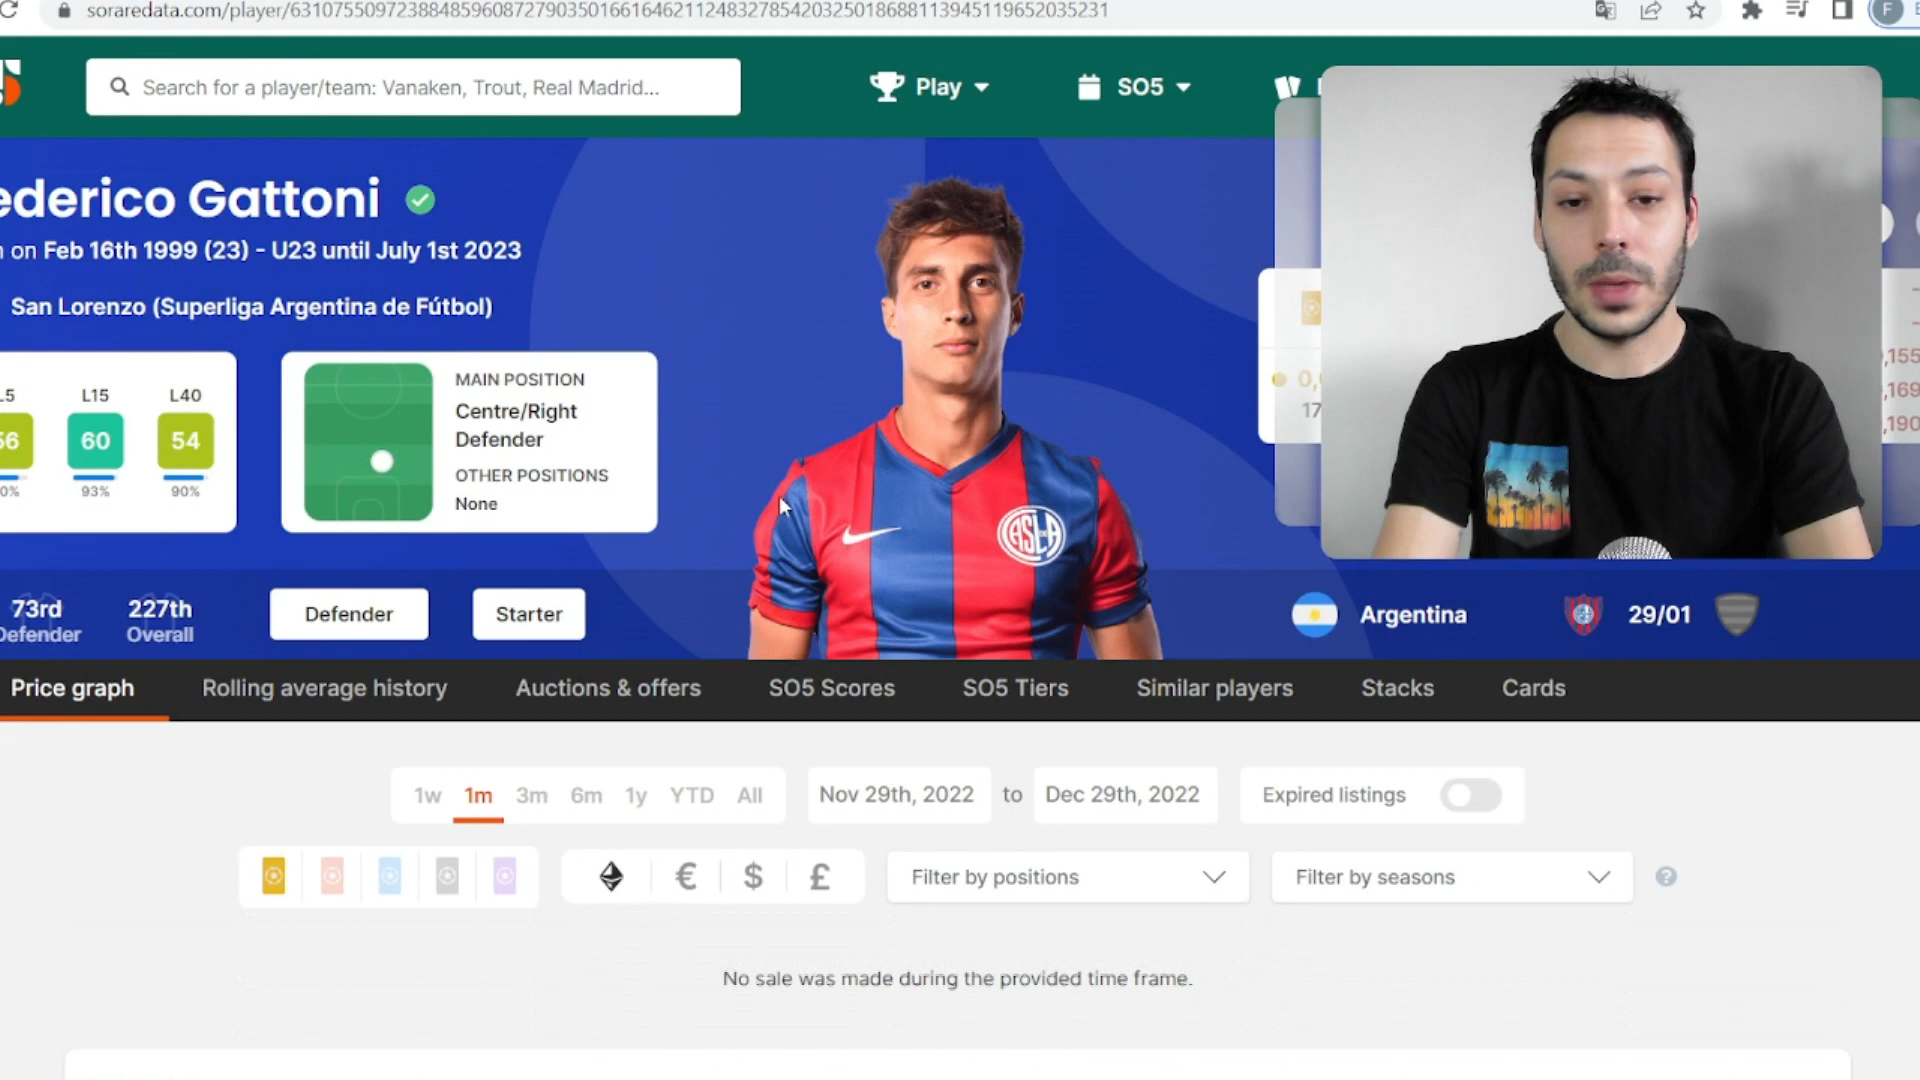 soraredata.com/player/63107550972388485960872790350166164621124832785420325018688113945119652035231
Search for a player/team: Vanaken, Trout, Real Madrid...
Play
SO5
ederico Gattoni
on Feb 16th 1999 (23) - U23 until July 1st 2023
San Lorenzo (Superliga Argentina de Fútbol)
L15
L40
60
54
93%
90%
MAIN POSITION
Centre/Right
Defender
OTHER POSITIONS
None
CASLA
17
,155
,169
,190
73rd
Defender
227th
Overall
Defender
Starter
Argentina
29/01
Price graph
Rolling average history
Auctions & offers
SO5 Scores
SO5 Tiers
Similar players
Stacks
Cards
1w
1m
3m
6m
1y
YTD
All
Nov 29th, 2022
to
Dec 29th, 2022
Expired listings
€
$
£
Filter by positions
Filter by seasons
?
No sale was made during the provided time frame.